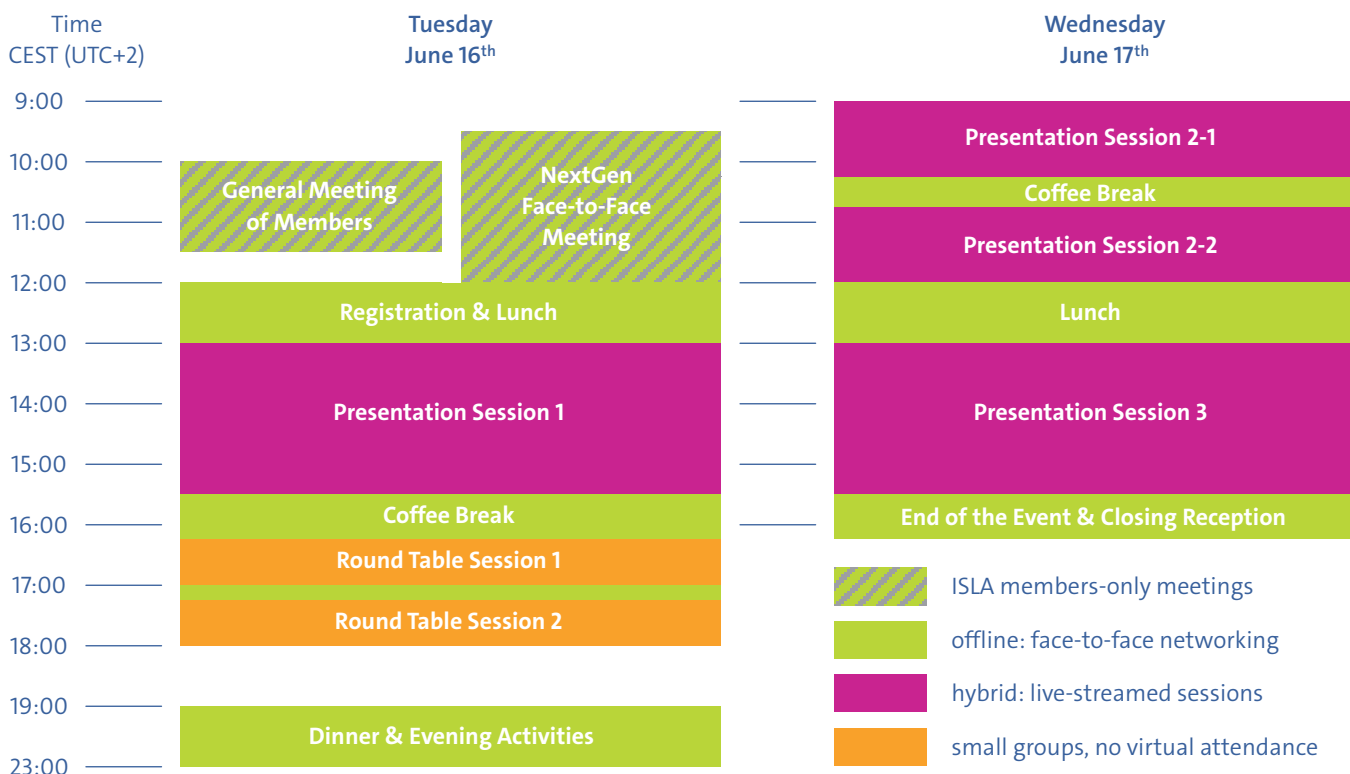 Time
CEST (UTC+2)
Tuesday
June 16th
Wednesday
June 17th
9:00
10:00
11:00
12:00
13:00
14:00
15:00
16:00
17:00
18:00
19:00
23:00
General Meeting
of Members
NextGen
Face-to-Face
Meeting
Registration & Lunch
Presentation Session 1
Coffee Break
Round Table Session 1
Round Table Session 2
Dinner & Evening Activities
Presentation Session 2-1
Coffee Break
Presentation Session 2-2
Lunch
Presentation Session 3
End of the Event & Closing Reception
ISLA members-only meetings
offline: face-to-face networking
hybrid: live-streamed sessions
small groups, no virtual attendance